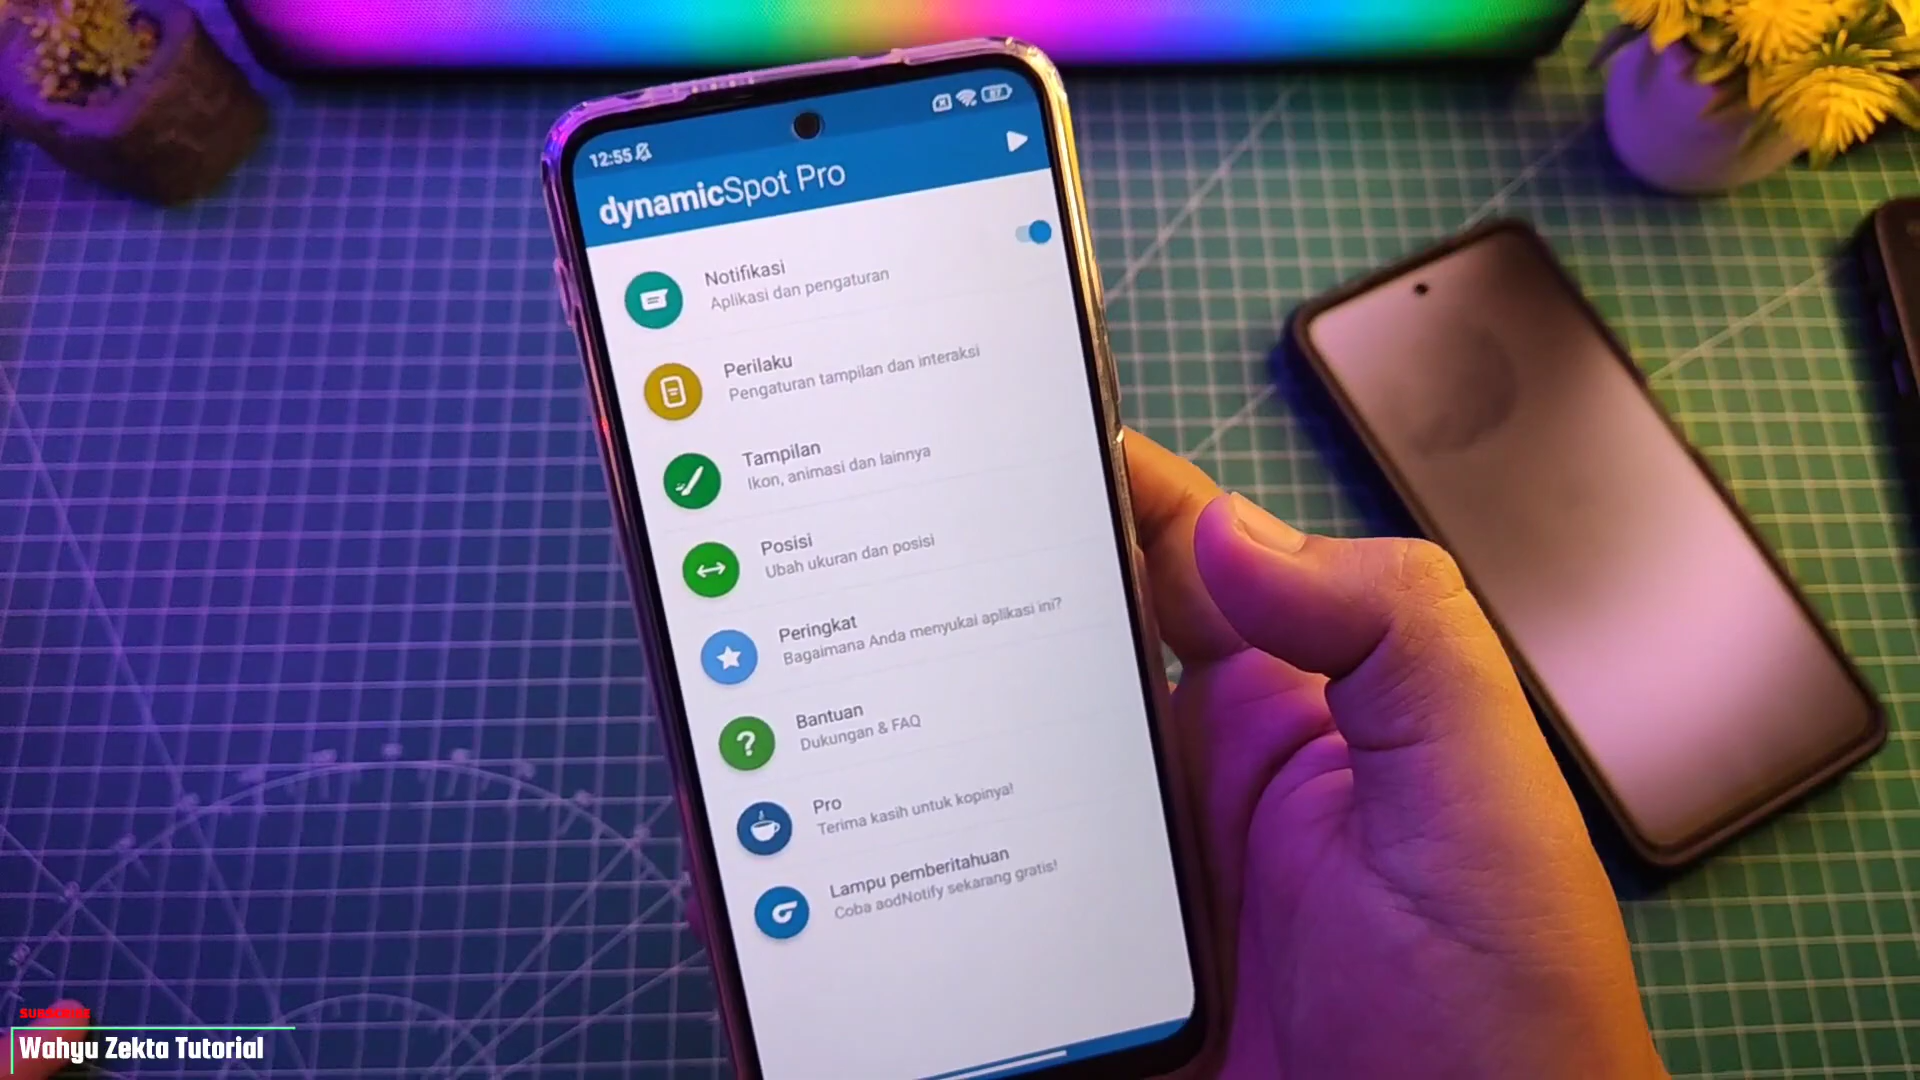 12:55
87
dynamicSpot Pro
Notifikasi
Aplikasi dan pengaturan
Perilaku
Pengaturan tampilan dan interaksi
Tampilan
Ikon, animasi dan lainnya
Posisi
Ubah ukuran dan posisi
Peringkat
Bagaimana Anda menyukai aplikasi ini?
?
Bantuan
Dukungan & FAQ
Pro
Terima kasih untuk kopinya!
Lampu pemberitahuan
Coba aodNotify sekarang gratis!
SUBSCRIBE
Wahyu Zekta Tutorial